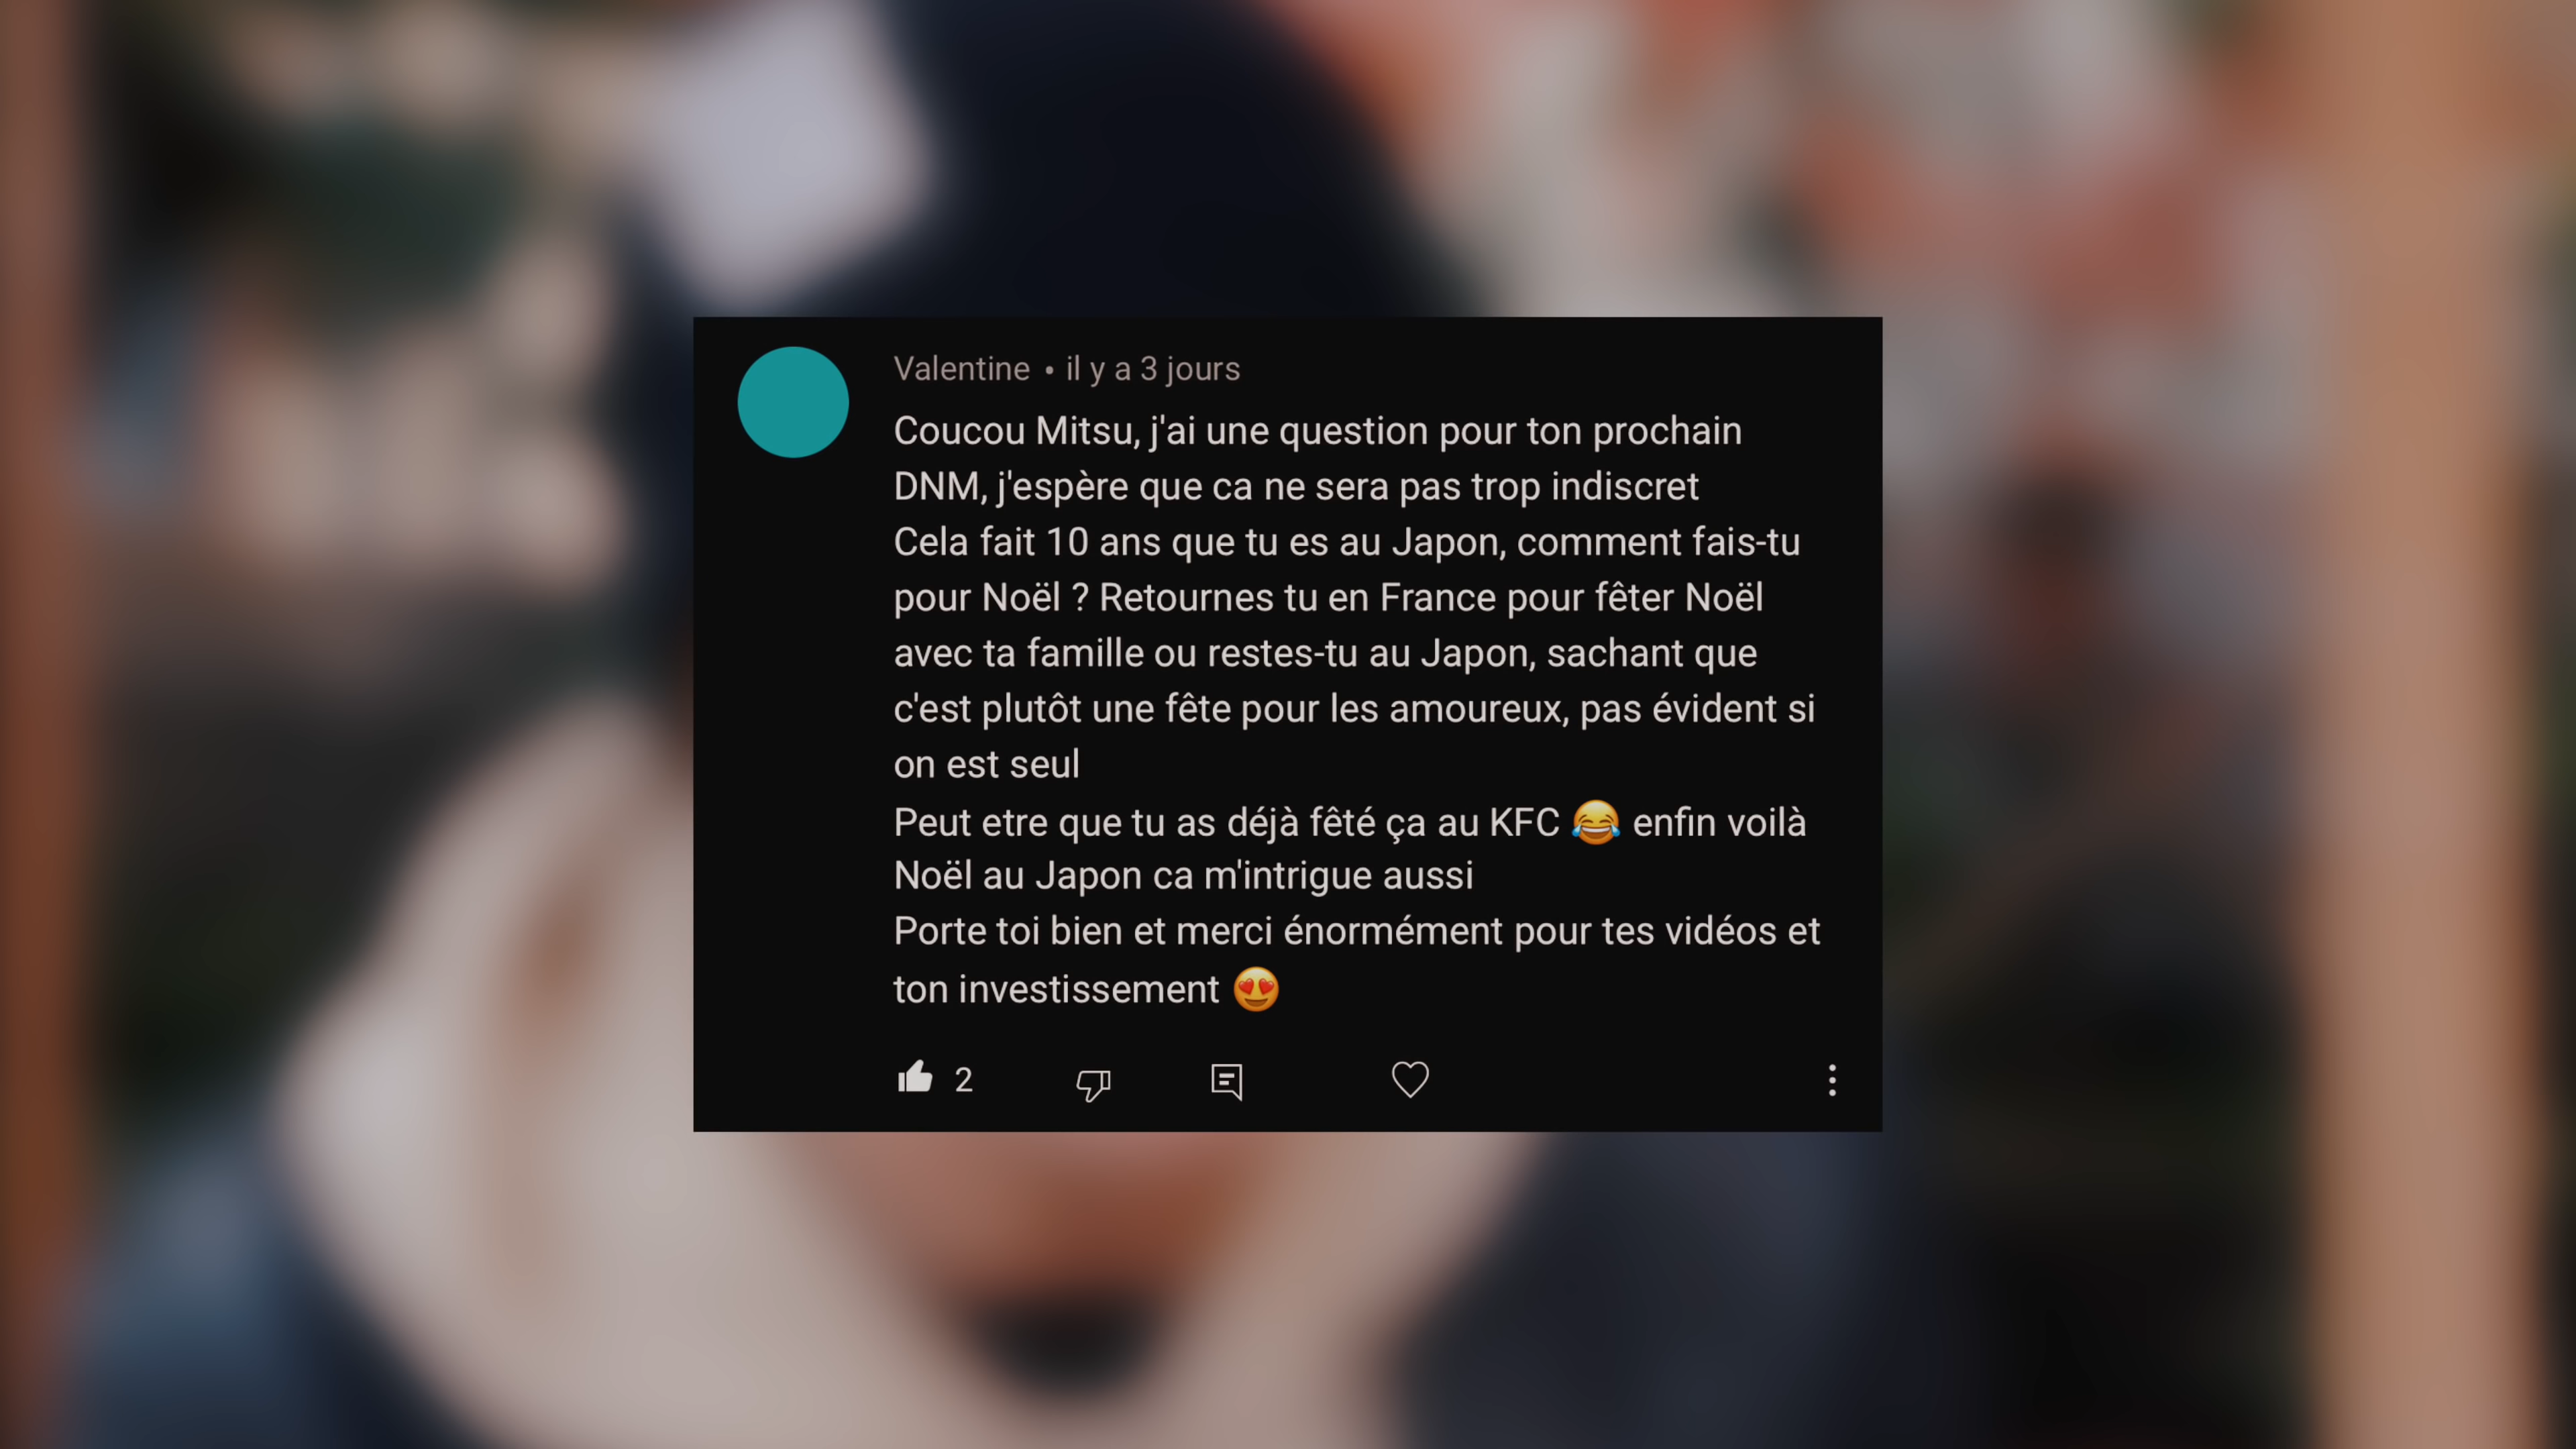 Valentine • il y a 3 jours
Coucou Mitsu, j'ai une question pour ton prochain
DNM, j'espère que ca ne sera pas trop indiscret
Cela fait 10 ans que tu es au Japon, comment fais-tu
pour Noël ? Retournes tu en France pour fêter Noël
avec ta famille ou restes-tu au Japon, sachant que
c'est plutôt une fête pour les amoureux, pas évident si
on est seul
Peut etre que tu as déjà fêté ça au KFC 😂 enfin voilà
Noël au Japon ca m'intrigue aussi
Porte toi bien et merci énormément pour tes vidéos et
ton investissement 😍
2